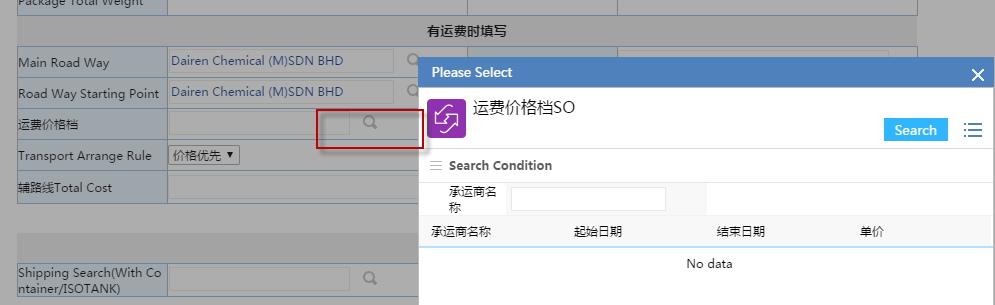 Package Total Weight
有运费时填写
Main Road Way
Dairen Chemical (M)SDN BHD
Road Way Starting Point
Dairen Chemical (M)SDN BHD
运费价格档
Transport Arrange Rule
价格优先
辅路线Total Cost
Shipping Search(With Co
ntainer/ISOTANK)
Please Select
运费价格档SO
Search
Search Condition
承运商名
称
承运商名称 起始日期 结束日期 单价
No data